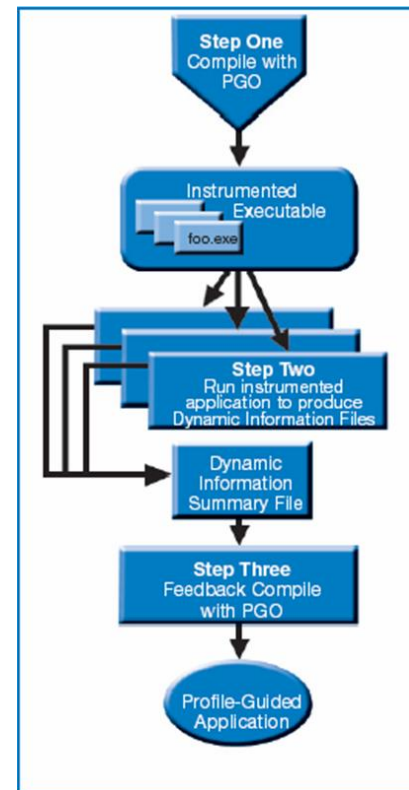 Step One
Compile with
PGO
Instrumented
Executable
foo.exe
Step Two
Run instrumented
application to produce
Dynamic Information Files
Dynamic
Information
Summary File
Step Three
Feedback Compile
with PGO
Profile-Guided
Application